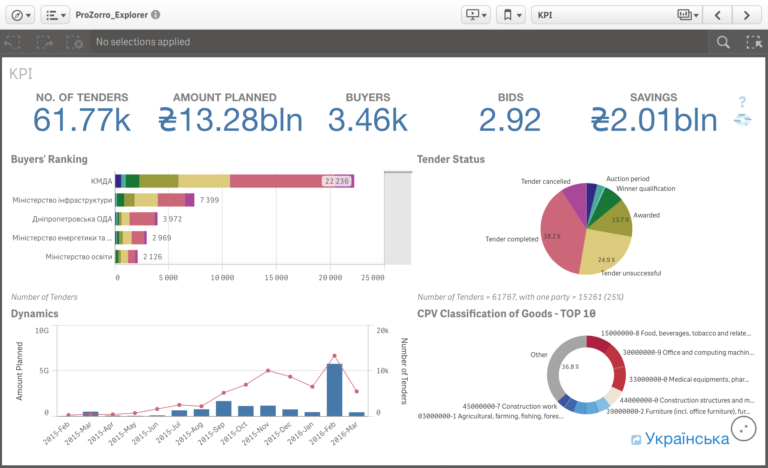 ProZorro_Explorer
KPI
No selections applied
KPI
NO. OF TENDERS
61.77k
AMOUNT PLANNED
₴13.28bln
BUYERS
3.46k
BIDS
2.92
SAVINGS
₴2.01bln
?
Buyers' Ranking
КМДА
22 236
Міністерство інфраструктури
7 399
Дніпропетровська ОДА
3 972
Міністерство енергетики та ...
2 969
Міністерство освіти
2 126
0 5 000 10 000 15 000 20 000 25 000
Number of Tenders
Tender Status
Tender cancelled
Auction period
Winner qualification
Awarded
13.7 %
Tender completed
58.2 %
24.9 %
Tender unsuccessful
Number of Tenders = 61767, with one party = 15261 (25%)
Dynamics
Amount Planned
10G
5G
0
20k
10k
0
Number of Tenders
2015-Feb 2015-Mar 2015-Apr 2015-May 2015-Jun 2015-Jul 2015-Aug 2015-Sep 2015-Oct 2015-Nov 2015-Dec 2016-Jan 2016-Feb 2016-Mar
CPV Classification of Goods - TOP 10
15000000-8 Food, beverages, tobacco and relate...
Other
36.8 %
30000000-9 Office and computing machin...
33000000-0 Medical equipments, phar...
44000000-0 Construction structures and m...
39000000-2 Furniture (incl. office furniture), fur...
45000000-7 Construction work
03000000-1 Agricultural, farming, fishing, fores...
Українська